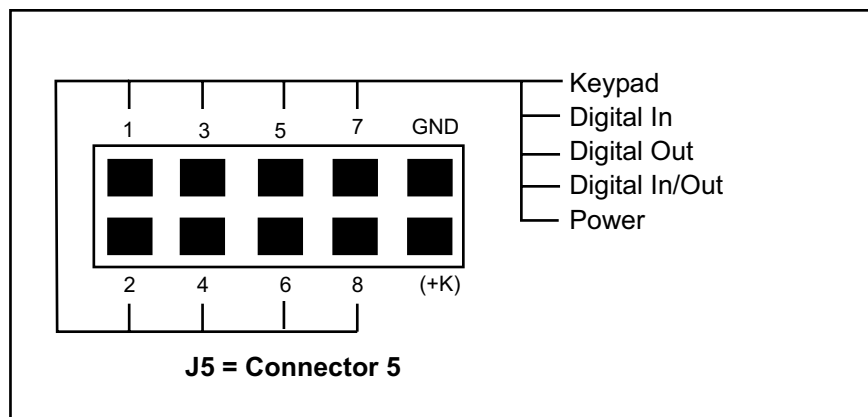 Keypad
1 3 5 7 GND
Digital In
Digital Out
Digital In/Out
Power
2 4 6 8 (+K)
J5 = Connector 5